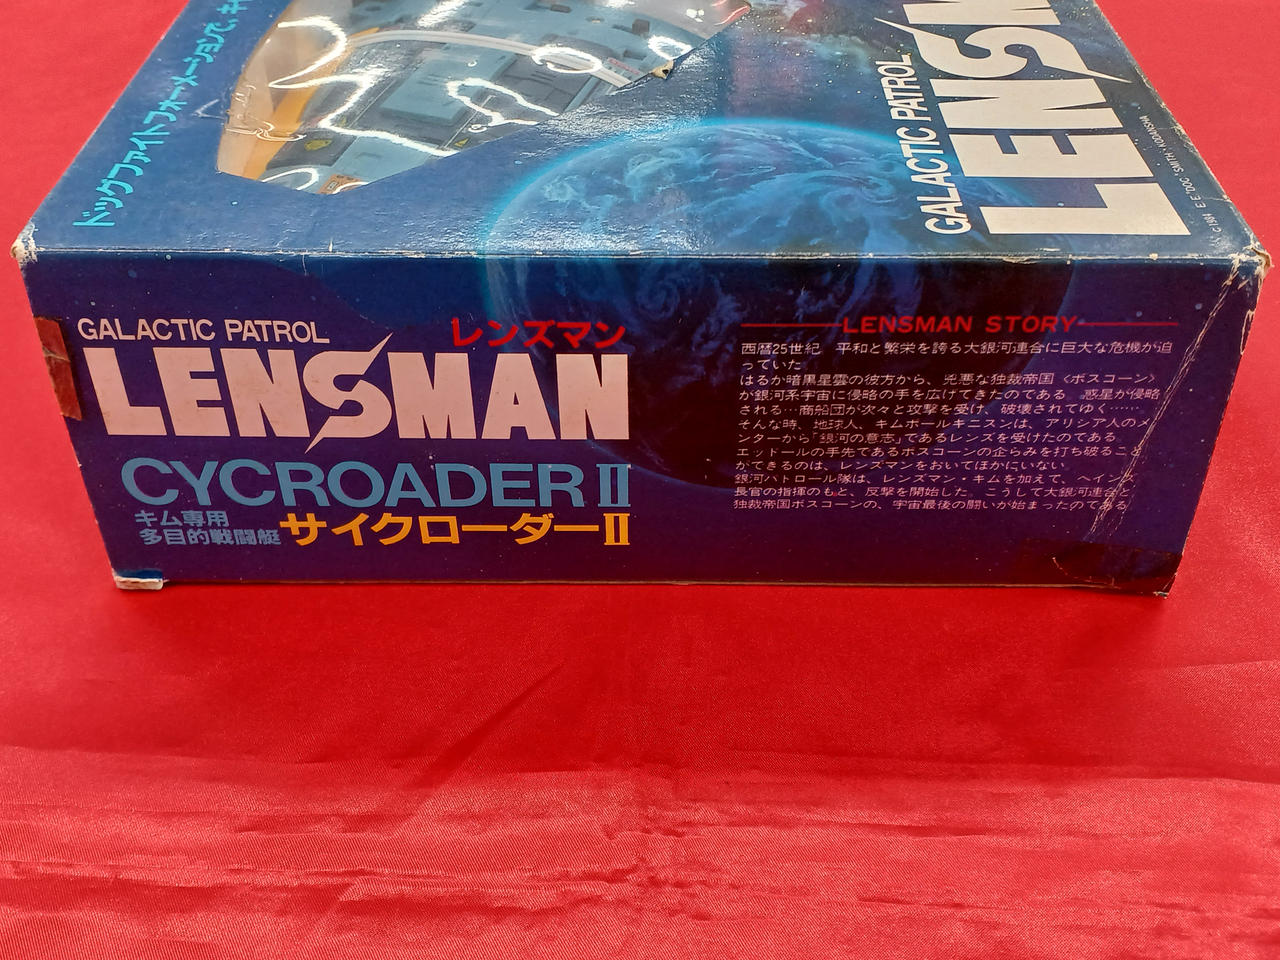 ドッグファイトフォーメーションで、キ
GALACTIC PATROL
LENSM
© 1984 E.E."DOC" SMITH・KODANSHA
GALACTIC PATROL
レンズマン
LENSMAN
CYCROADER II
キム専用
多目的戦闘艇
サイクローダーII
LENSMAN STORY
西暦25世紀 平和と繁栄を誇る大銀河連合に巨大な危機が迫
っていた
はるか暗黒星雲の彼方から、兇悪な独裁帝国〈ボスコーン〉
が銀河系宇宙に侵略の手を広げてきたのである 惑星が侵略
される…商船団が次々と攻撃を受け、破壊されてゆく……
そんな時、地球人、キムボールキニスンは、アリシア人のメ
ンターから「銀河の意志」であるレンズを受けたのである
エッドールの手先であるボスコーンの企らみを打ち破ること
ができるのは、レンズマンをおいてほかにいない
銀河パトロール隊は、レンズマン・キムを加えて、ヘインズ
長官の指揮のもと、反撃を開始した。こうして大銀河連合と
独裁帝国ボスコーンの、宇宙最後の闘いが始まったのである